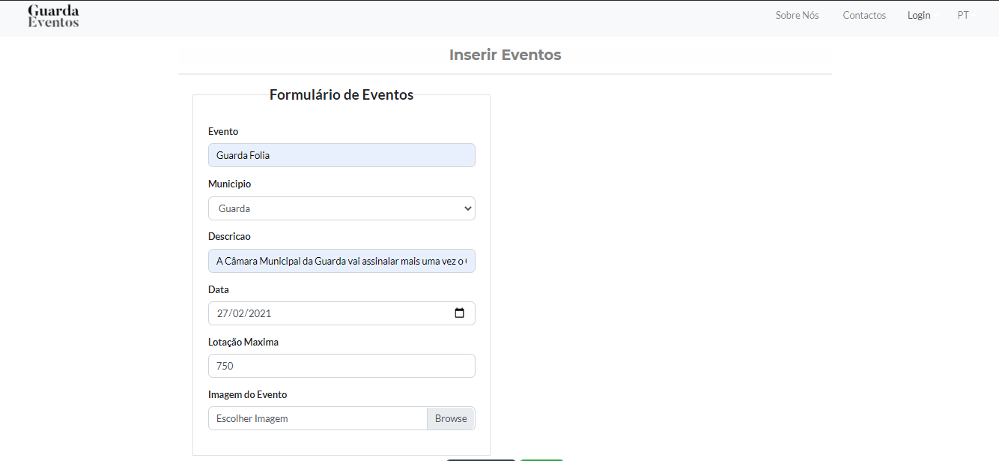 Guarda
Eventos
Sobre Nós
Contactos
Login
PT
Inserir Eventos
Formulário de Eventos
Evento
Guarda Folia
Municipio
Guarda
Descricao
A Câmara Municipal da Guarda vai assinalar mais uma vez o
Data
27/02/2021
Lotação Maxima
750
Imagem do Evento
Escolher Imagem
Browse